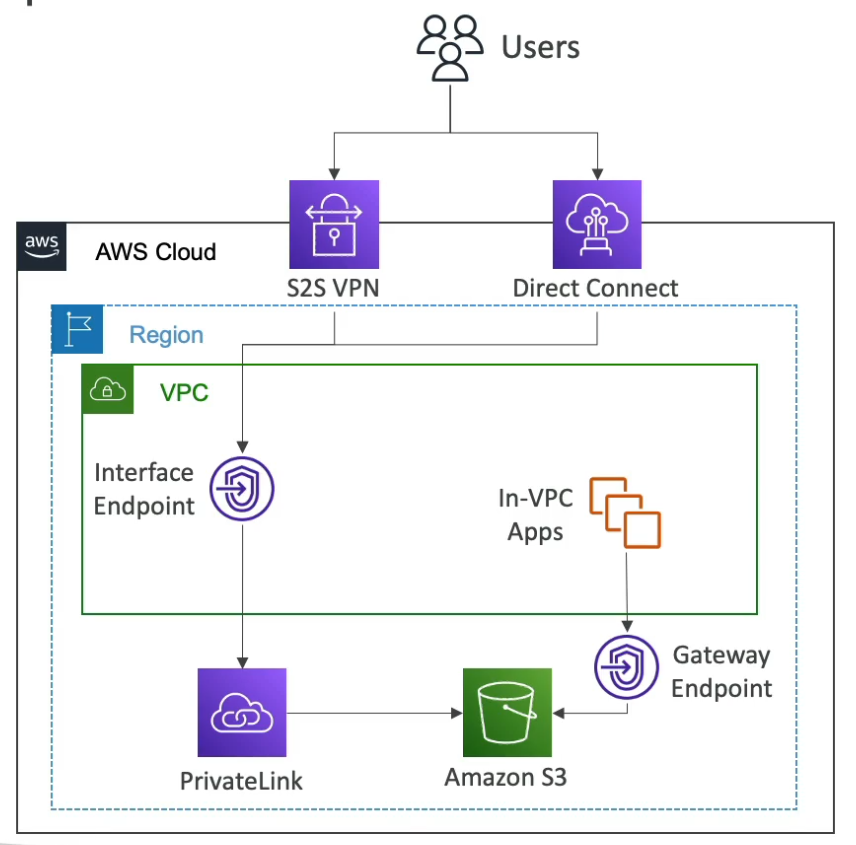 Users
aws
AWS Cloud
S2S VPN
Direct Connect
Region
VPC
Interface
Endpoint
In-VPC
Apps
Gateway
Endpoint
PrivateLink
Amazon S3